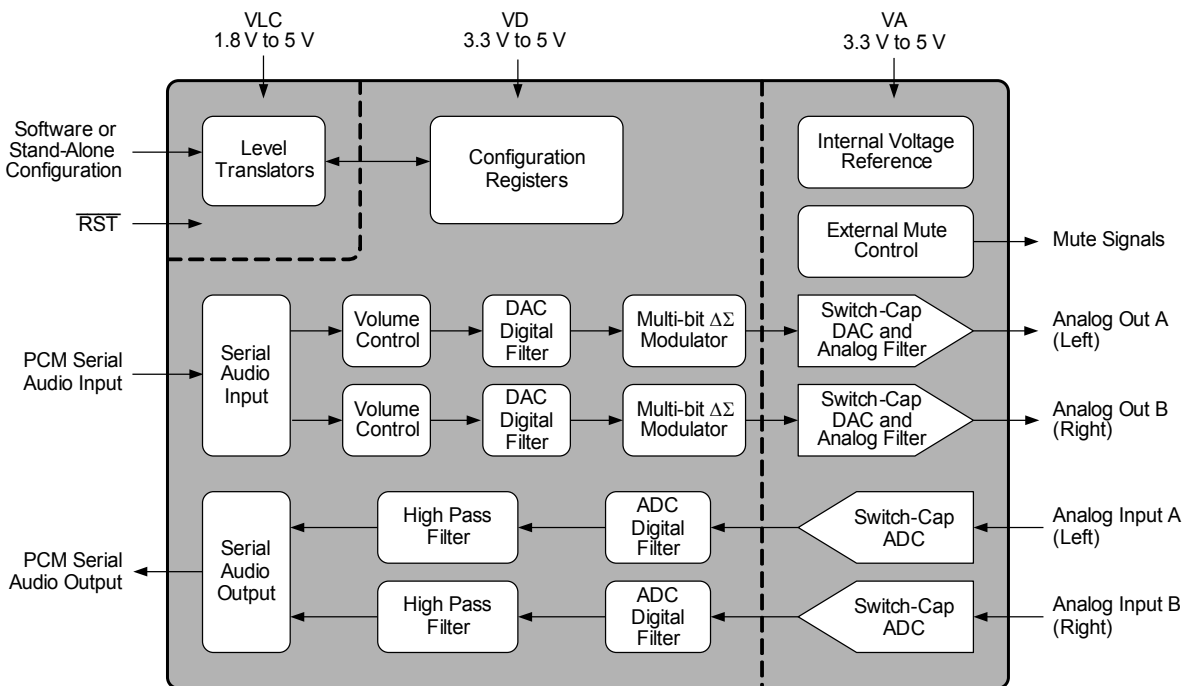 VLC
1.8 V to 5 V
VD
3.3 V to 5 V
VA
3.3 V to 5 V
Software or
Stand-Alone
Configuration
Level
Translators
Configuration
Registers
Internal Voltage
Reference
RST
External Mute
Control
Mute Signals
PCM Serial
Audio Input
Serial
Audio
Input
Volume
Control
DAC
Digital
Filter
Multi-bit ΔΣ
Modulator
Switch-Cap
DAC and
Analog Filter
Analog Out A
(Left)
Volume
Control
DAC
Digital
Filter
Multi-bit ΔΣ
Modulator
Switch-Cap
DAC and
Analog Filter
Analog Out B
(Right)
PCM Serial
Audio Output
Serial
Audio
Output
High Pass
Filter
ADC
Digital
Filter
Switch-Cap
ADC
Analog Input A
(Left)
High Pass
Filter
ADC
Digital
Filter
Switch-Cap
ADC
Analog Input B
(Right)